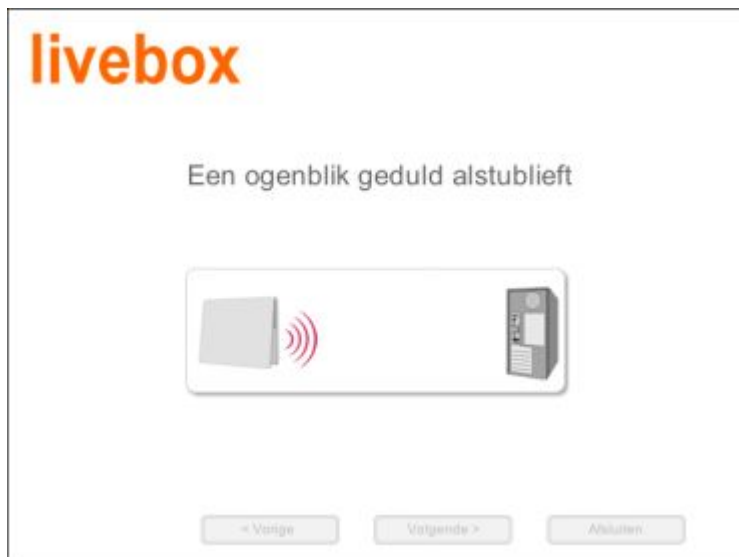 livebox
Een ogenblik geduld alstublieft
< Vorige
Volgende >
Afsluiten